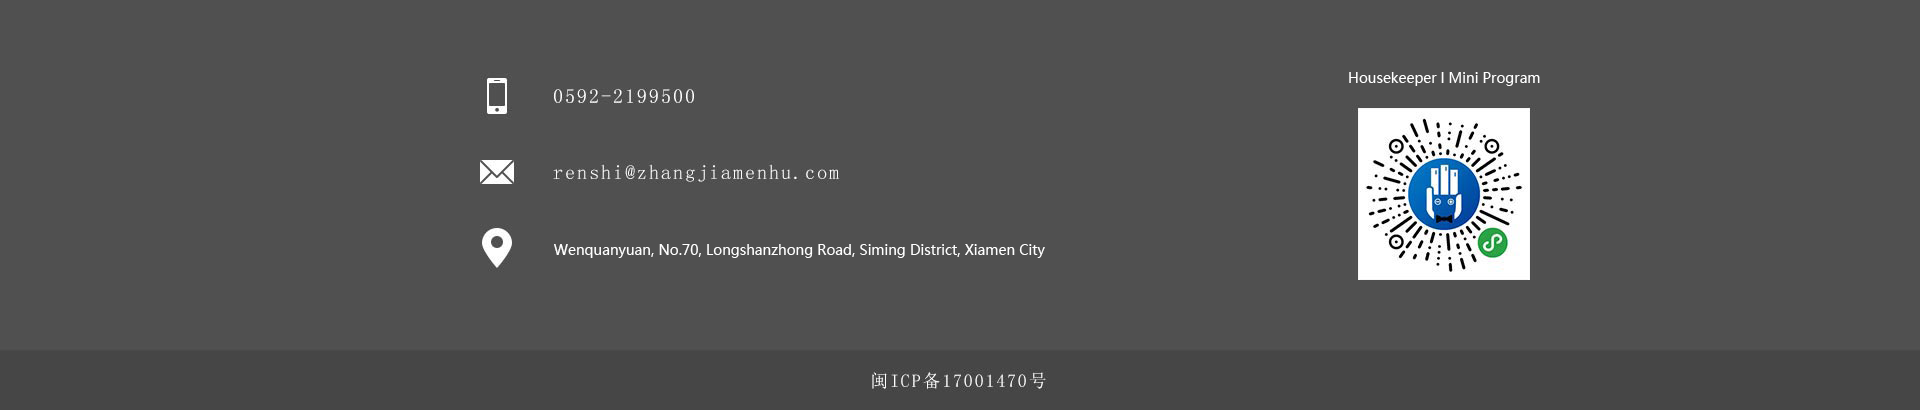 0592-2199500
renshi@zhangjiamenhu.com
Wenquanyuan, No.70, Longshanzhong Road, Siming District, Xiamen City
Housekeeper I Mini Program
闽ICP备17001470号